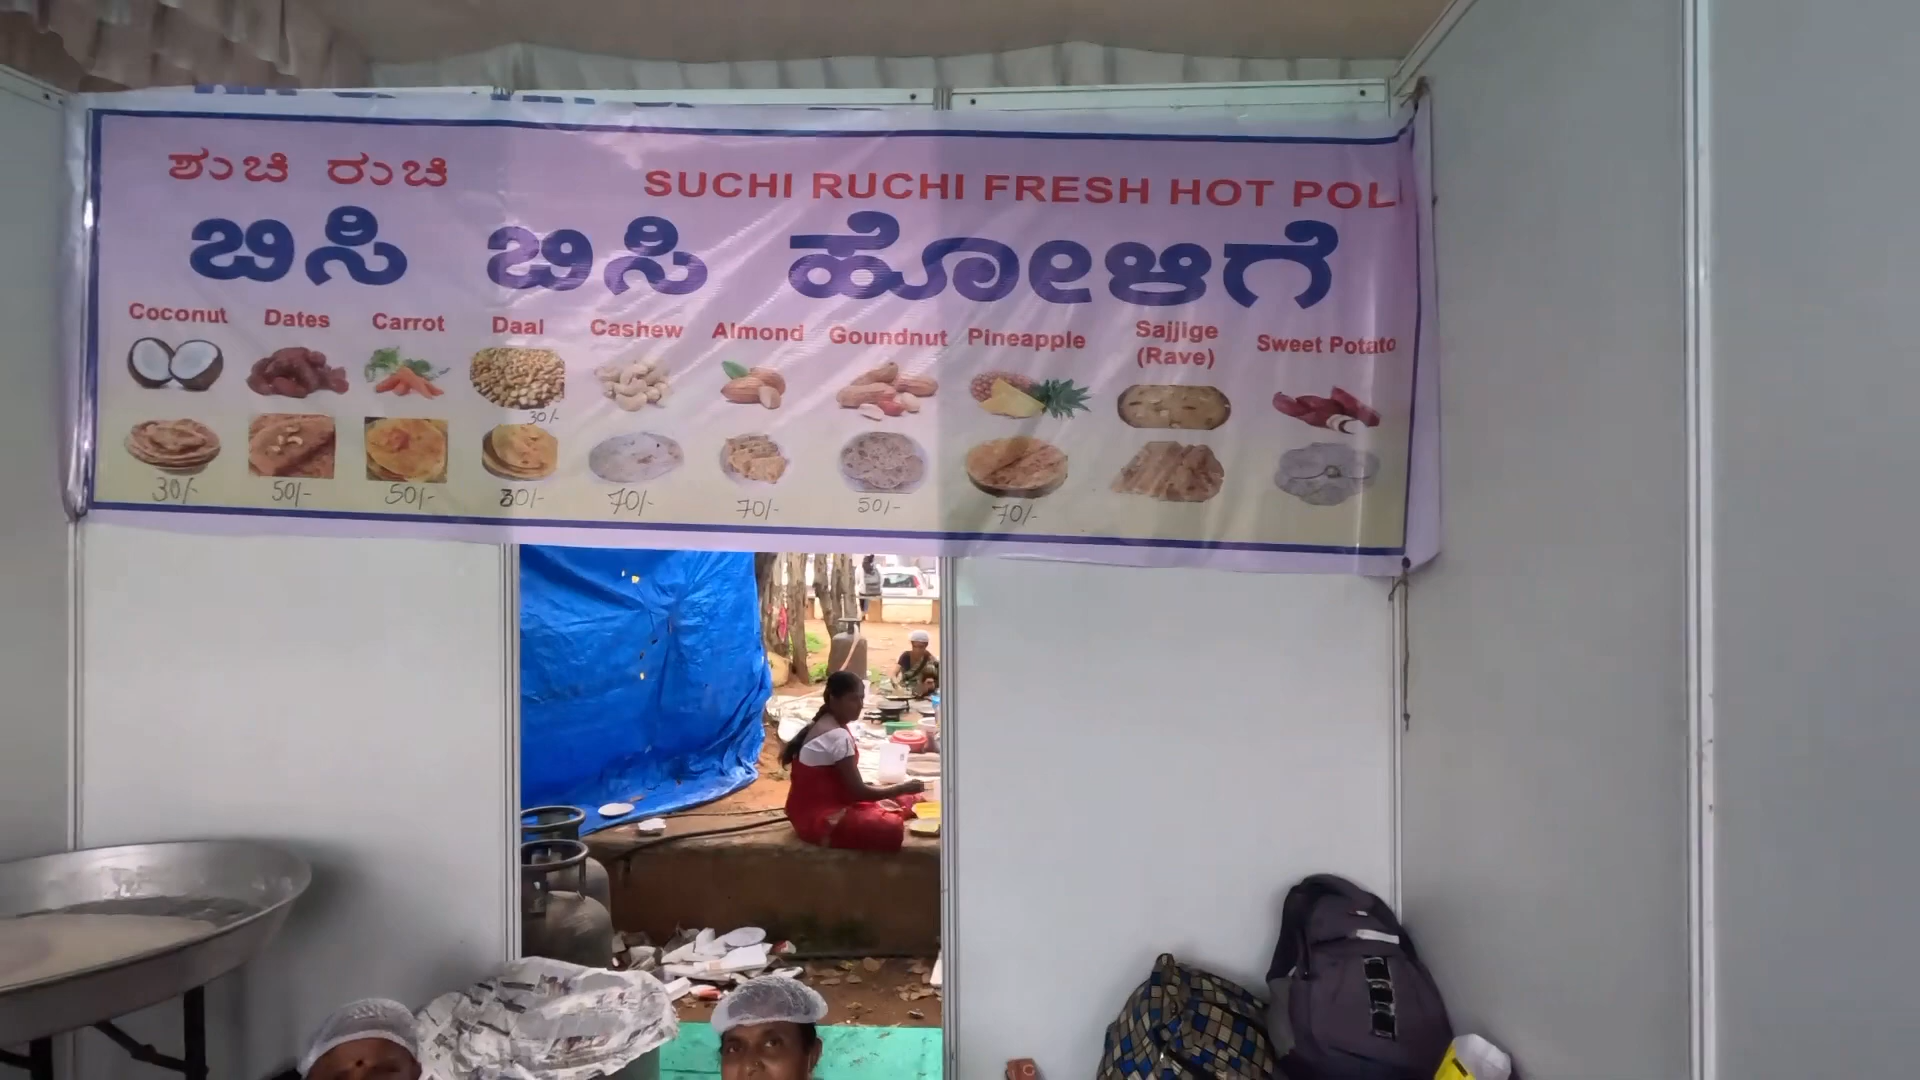 ಶುಚಿ ರುಚಿ
SUCHI RUCHI FRESH HOT POL
ಬಿಸಿ ಬಿಸಿ ಹೋಳಿಗೆ
Coconut Dates Carrot Daal Cashew Almond Goundnut Pineapple Sajjige (Rave) Sweet Potato
30/-
30/- 50/- 50/- 30/- 70/- 70/- 50/- 70/-